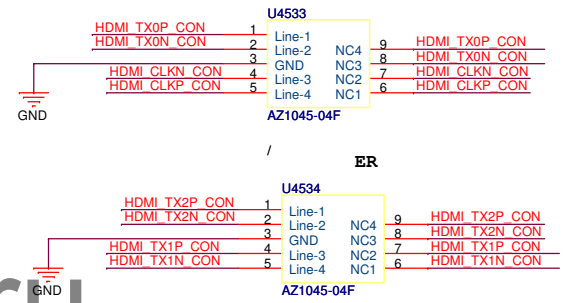 U4533
HDMI_TX0P_CON 1 Line-1
HDMI_TX0N_CON 2 Line-2 NC4 9 HDMI_TX0P_CON
3 GND NC3 8 HDMI_TX0N_CON
HDMI_CLKN_CON 4 Line-3 NC2 7 HDMI_CLKN_CON
HDMI_CLKP_CON 5 Line-4 NC1 6 HDMI_CLKP_CON
GND
AZ1045-04F
/
ER
U4534
HDMI_TX2P_CON 1 Line-1
HDMI_TX2N_CON 2 Line-2 NC4 9 HDMI_TX2P_CON
3 GND NC3 8 HDMI_TX2N_CON
HDMI_TX1P_CON 4 Line-3 NC2 7 HDMI_TX1P_CON
HDMI_TX1N_CON 5 Line-4 NC1 6 HDMI_TX1N_CON
GND
AZ1045-04F